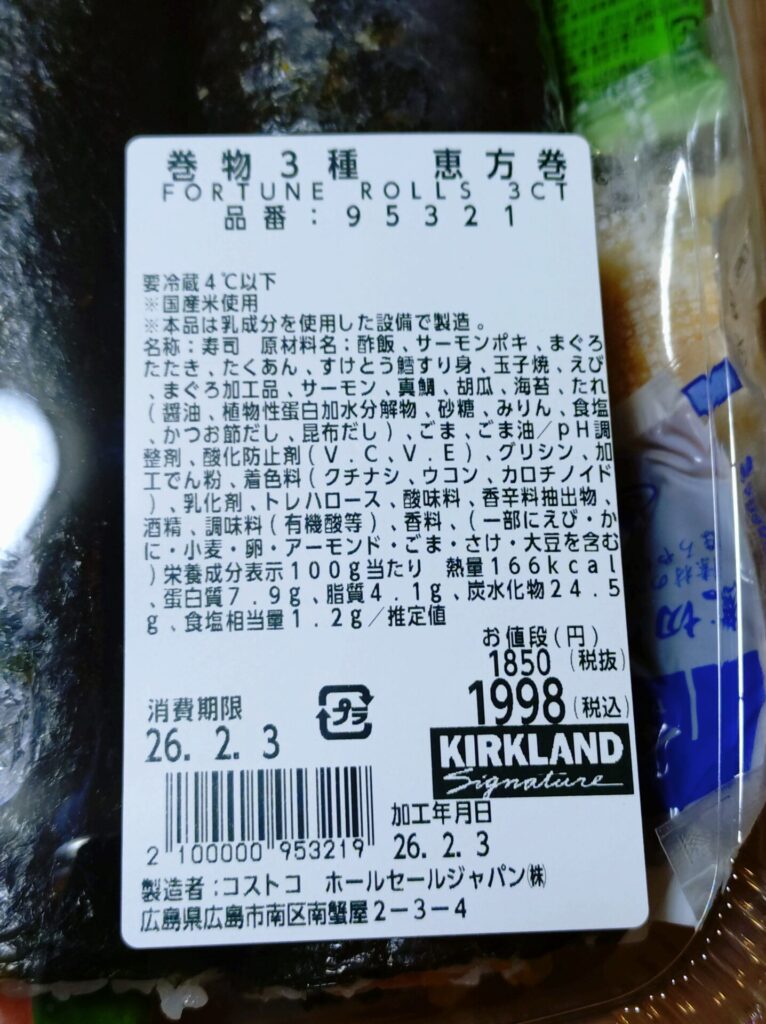 巻物3種 恵方巻
FORTUNE ROLLS 3CT
品番：95321
要冷蔵4℃以下
※国産米使用
※本品は乳成分を使用した設備で製造。
名称：寿司 原材料名：酢飯、サーモンポキ、まぐろ
たたき、たくあん、すけとう鱈すり身、玉子焼、えび
、まぐろ加工品、サーモン、真鯛、胡瓜、海苔、たれ
（醤油、植物性蛋白加水分解物、砂糖、みりん、食塩
、かつお節だし、昆布だし）、ごま、ごま油／pH調
整剤、酸化防止剤（V.C、V.E）、グリシン、加
工でん粉、着色料（クチナシ、ウコン、カロチノイド
）、乳化剤、トレハロース、酸味料、香辛料抽出物、
酒精、調味料（有機酸等）、香料、（一部にえび・か
に・小麦・卵・アーモンド・ごま・さけ・大豆を含む
）栄養成分表示100g当たり 熱量166kcal
、蛋白質7.9g、脂質4.1g、炭水化物24.5
g、食塩相当量1.2g／推定値
お値段(円)
1850 (税抜)
1998(税込)
消費期限
26. 2. 3
プラ
KIRKLAND
Signature
加工年月日
26. 2. 3
2 100000 953219
製造者：コストコ ホールセールジャパン㈱
広島県広島市南区南蟹屋2-3-4